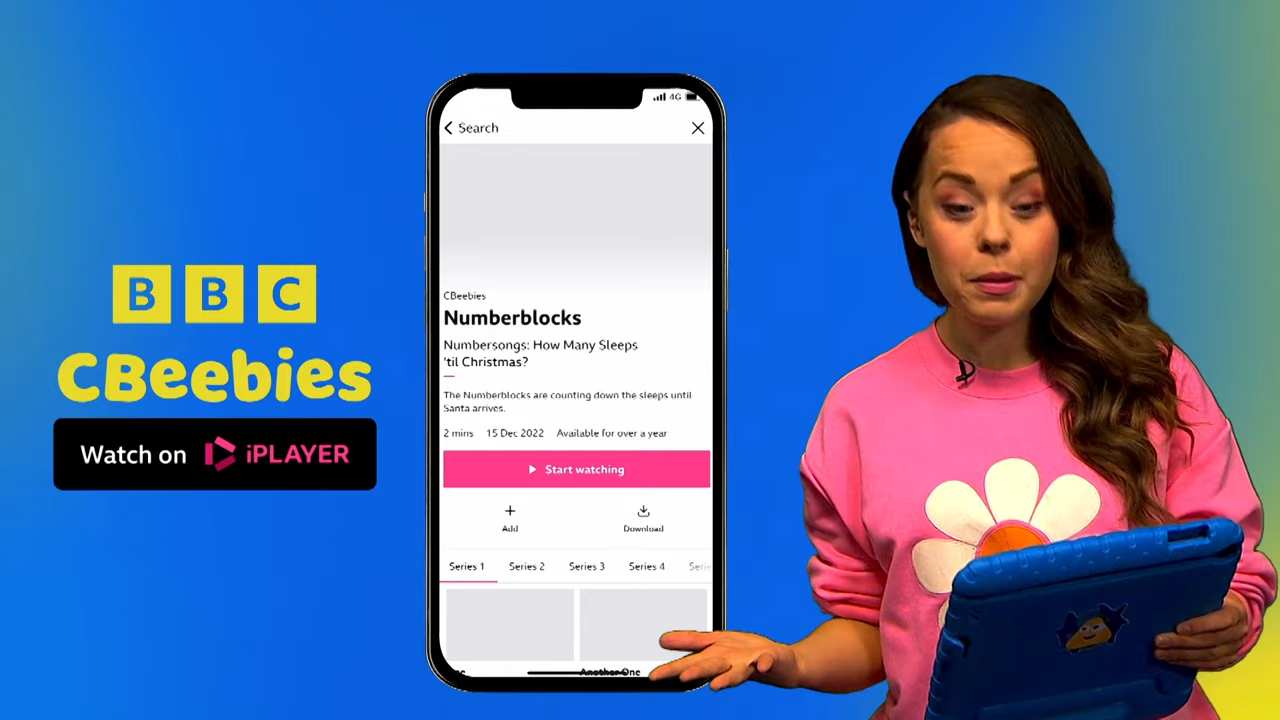 BBC
CBeebies
Watch on iPLAYER
4G
Search
CBeebies
Numberblocks
Numbersongs: How Many Sleeps
'til Christmas?
The Numberblocks are counting down the sleeps until
Santa arrives.
2 mins 15 Dec 2022 Available for over a year
Start watching
Add Download
Series 1 Series 2 Series 3 Series 4 Serie
Another One